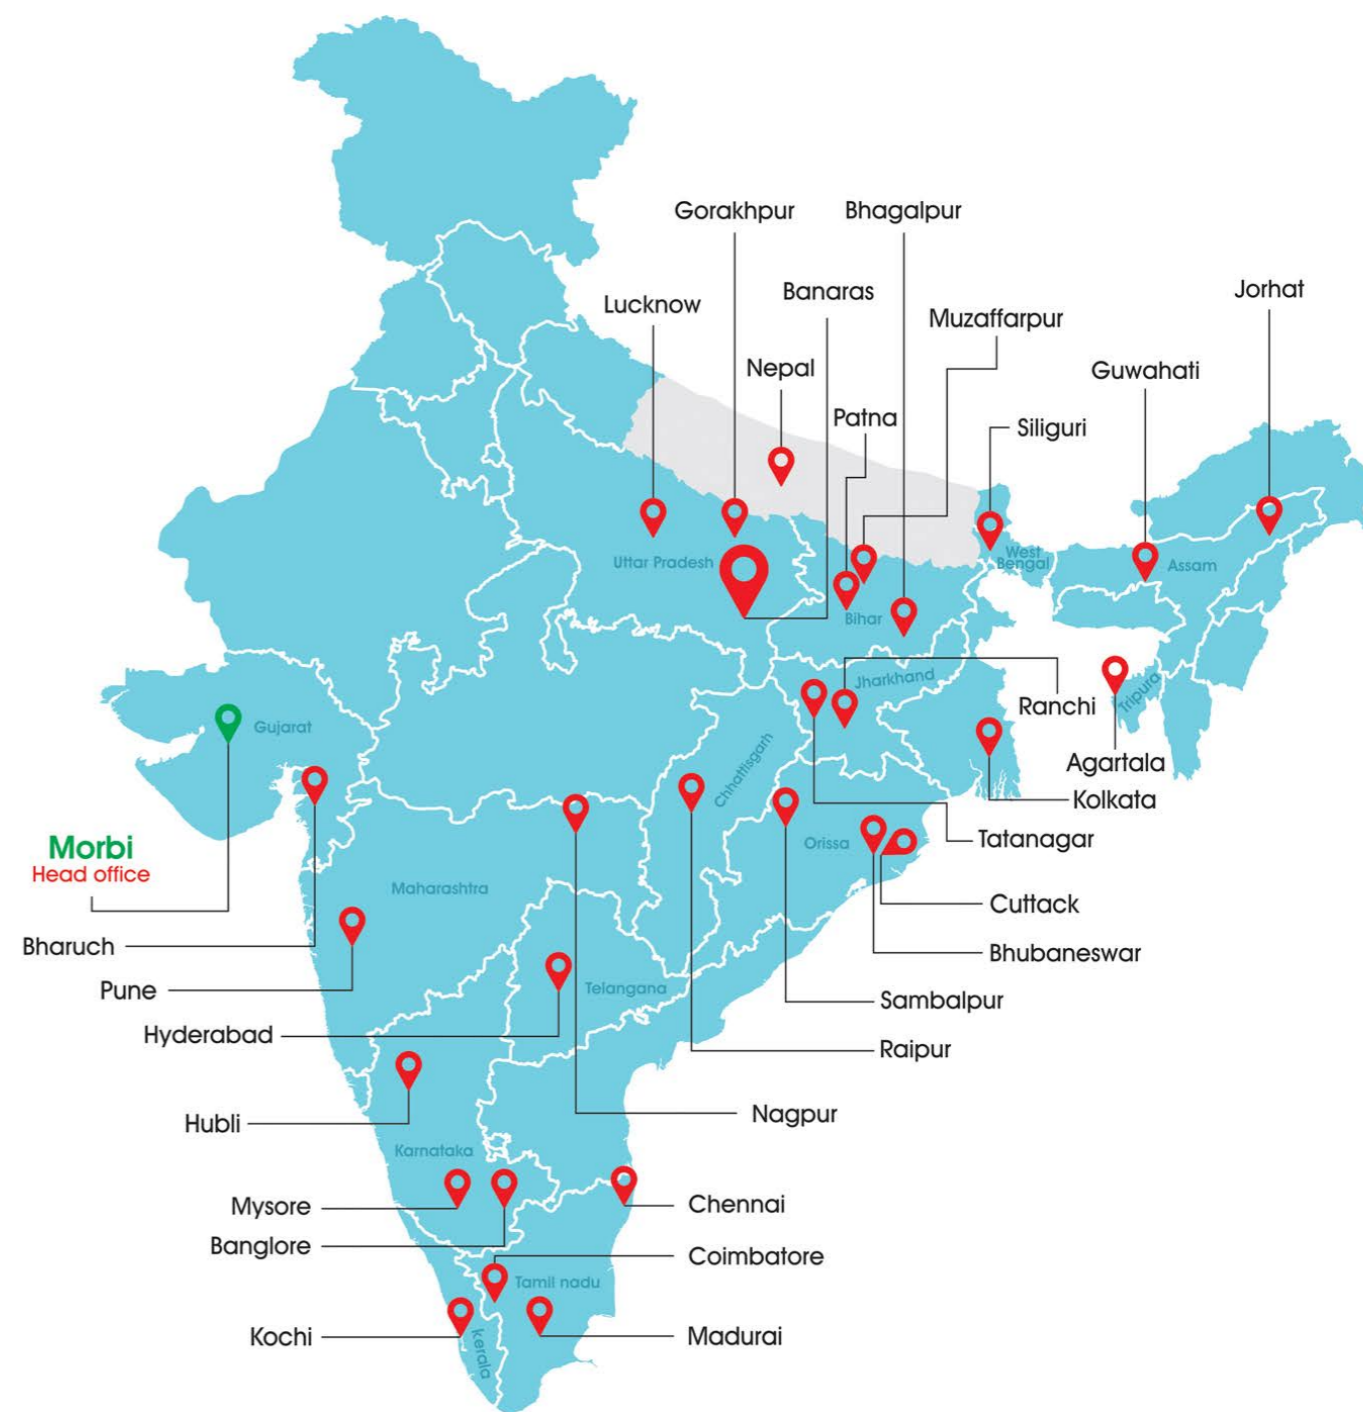 Gorakhpur
Bhagalpur
Jorhat
Banaras
Lucknow
Muzaffarpur
Nepal
Guwahati
Patna
Siliguri
Uttar Pradesh
West
Bengal
Assam
Bihar
Jharkhand
Tripura
Ranchi
Gujarat
Agartala
Chhattisgarh
Kolkata
Morbi
Head office
Orissa
Tatanagar
Maharashtra
Cuttack
Bharuch
Bhubaneswar
Pune
Telangana
Sambalpur
Hyderabad
Raipur
Nagpur
Hubli
Karnataka
Mysore
Chennai
Banglore
Coimbatore
Tamil nadu
Kochi
kerala
Madurai